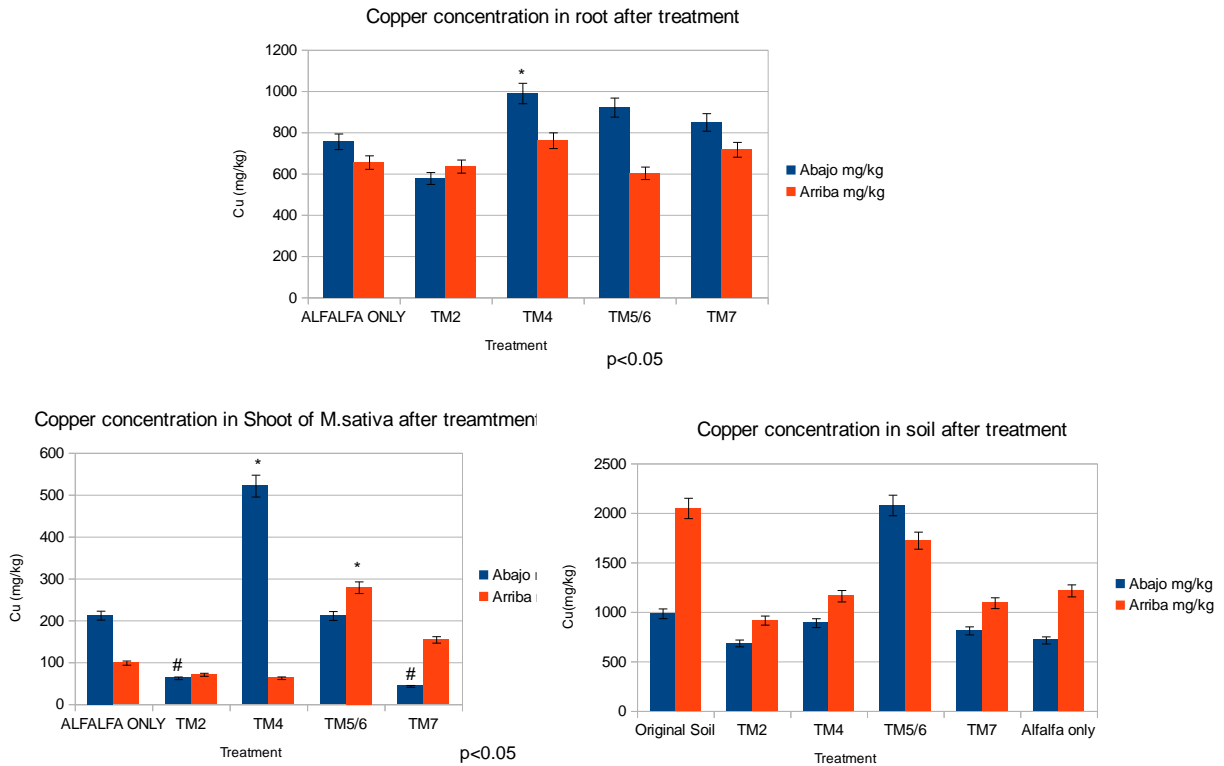 Copper concentration in root after treatment
1200
1000
800
600
400
200
0
Cu (mg/kg)
*
ALFALFA ONLY TM2 TM4 TM5/6 TM7
Treatment
p<0.05
Abajo mg/kg
Arriba mg/kg
Copper concentration in Shoot of M.sativa after treamtment
600
500
400
300
200
100
0
Cu (mg/kg)
*
*
#
#
ALFALFA ONLY TM2 TM4 TM5/6 TM7
Treatment
p<0.05
Abajo
Arriba
Copper concentration in soil after treatment
2500
2000
1500
1000
500
0
Cu(mg/kg)
Original Soil TM2 TM4 TM5/6 TM7 Alfalfa only
Treatment
Abajo mg/kg
Arriba mg/kg